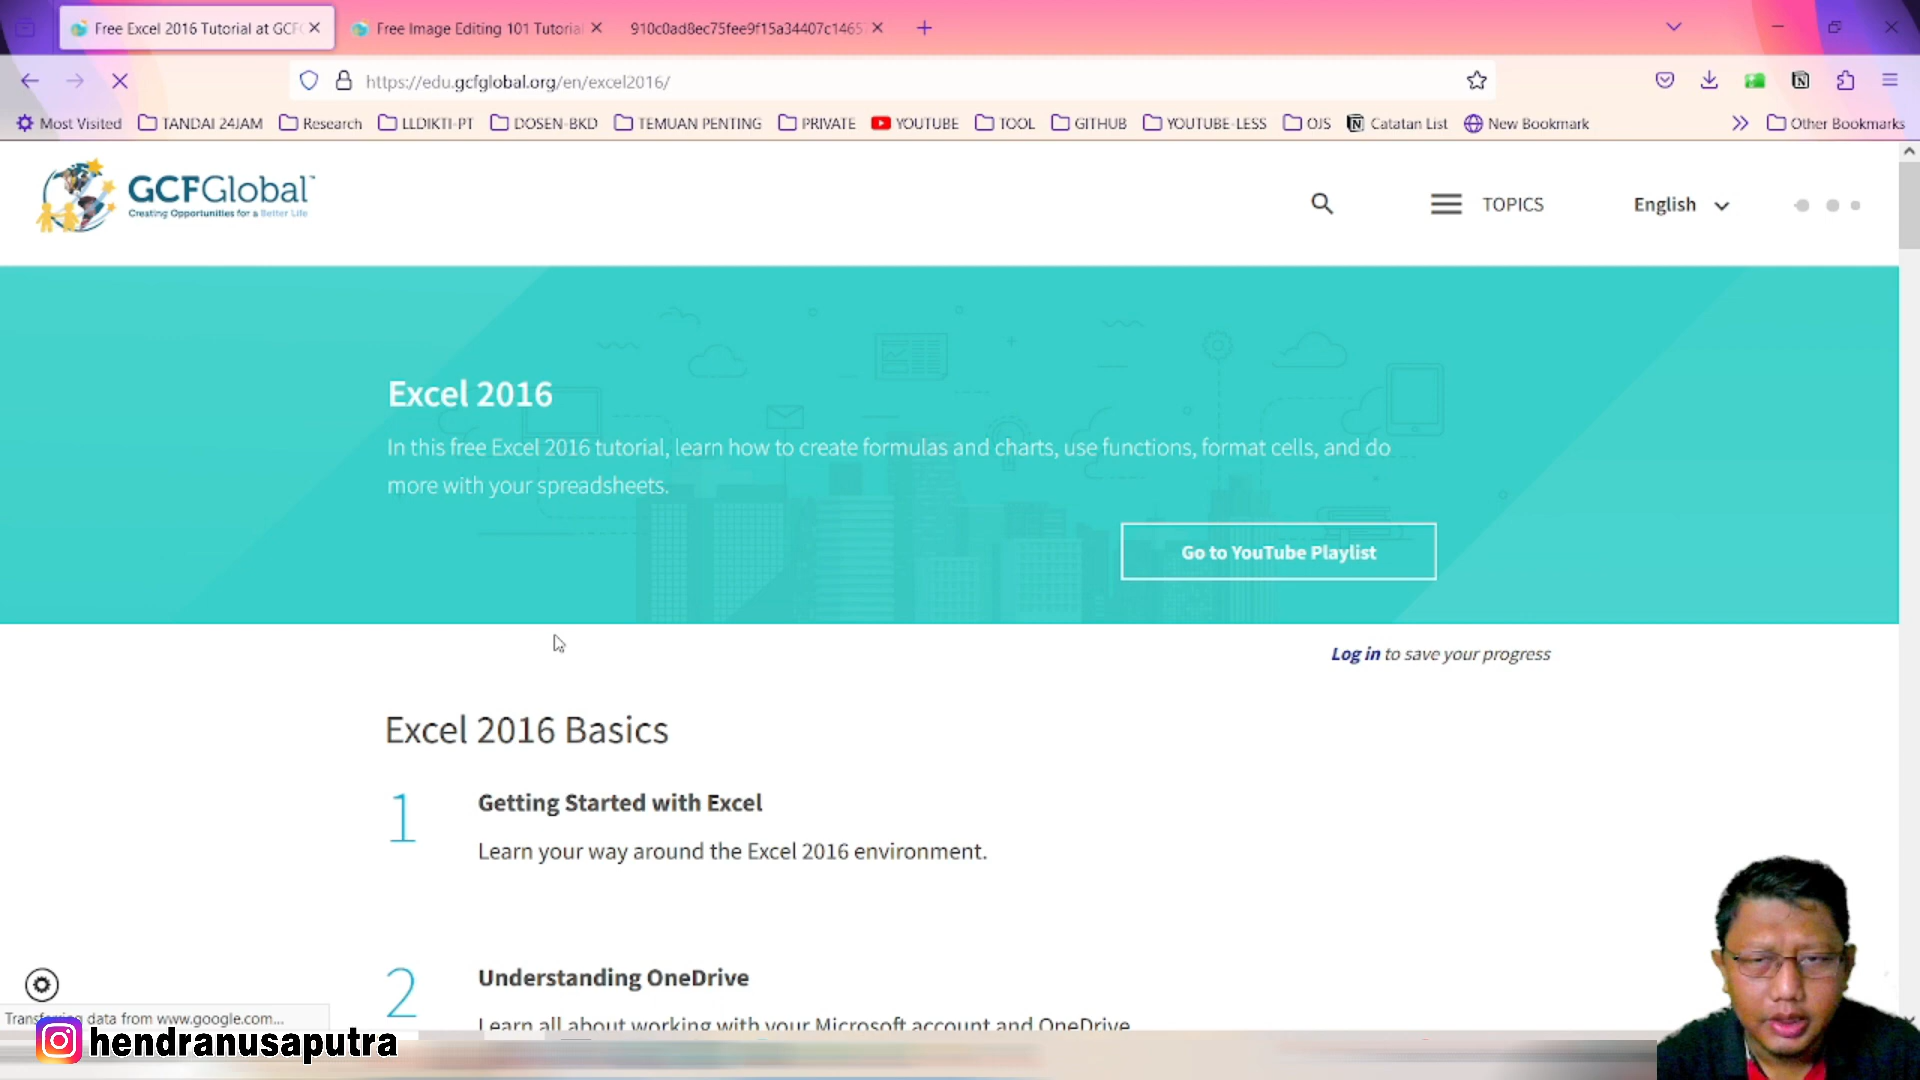 Free Excel 2016 Tutorial at GCF
Free Image Editing 101 Tutorial
910c0ad8ec75fee9f15a34407c1465
https://edu.gcfglobal.org/en/excel2016/
Most Visited
TANDAI 24JAM
Research
LLDIKTI-PT
DOSEN-BKD
TEMUAN PENTING
PRIVATE
YOUTUBE
TOOL
GITHUB
YOUTUBE-LESS
OJS
Catatan List
New Bookmark
Other Bookmarks
GCFGlobal™
Creating Opportunities for a Better Life
TOPICS
English
Excel 2016
In this free Excel 2016 tutorial, learn how to create formulas and charts, use functions, format cells, and do
more with your spreadsheets.
Go to YouTube Playlist
Log in to save your progress
Excel 2016 Basics
1
Getting Started with Excel
Learn your way around the Excel 2016 environment.
2
Understanding OneDrive
Learn all about working with your Microsoft account and OneDrive
data from www.google.com...
hendranusaputra